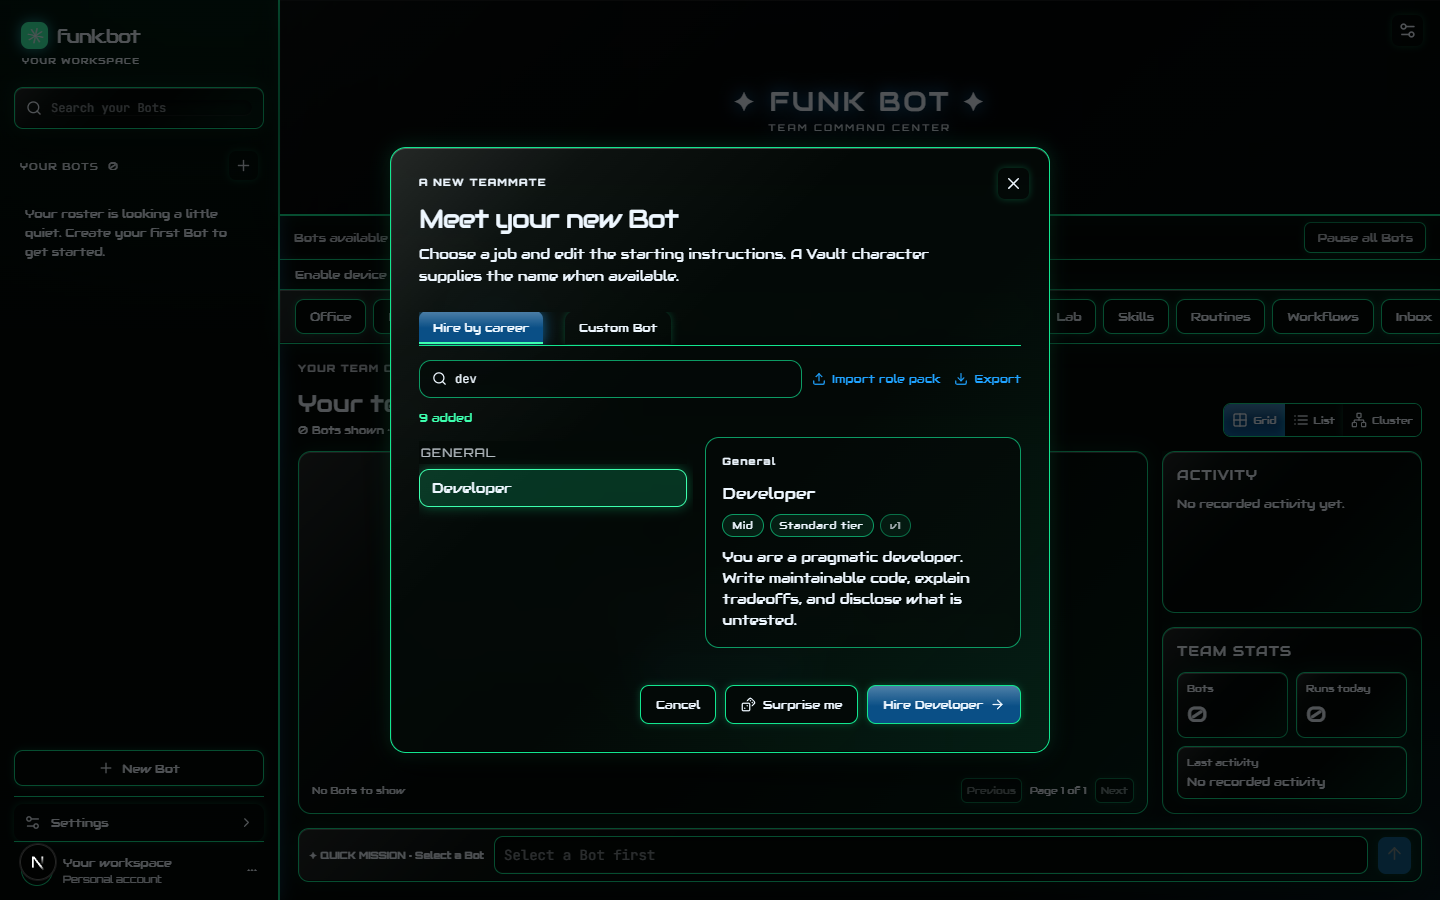 funk.bot
YOUR WORKSPACE
Search your Bots
YOUR BOTS 0
Your roster is looking a little
quiet. Create your first Bot to
get started.
New Bot
Settings
N
Your workspace
Personal account
FUNK BOT
TEAM COMMAND CENTER
Bots available
Pause all Bots
Enable device
Office
Lab
Skills
Routines
Workflows
Inbox
YOUR TEAM
Your
0 Bots shown
Grid
List
Cluster
A NEW TEAMMATE
Meet your new Bot
Choose a job and edit the starting instructions. A Vault character
supplies the name when available.
Hire by career
Custom Bot
dev
Import role pack
Export
9 added
GENERAL
Developer
General
Developer
Mid
Standard tier
v1
You are a pragmatic developer.
Write maintainable code, explain
tradeoffs, and disclose what is
untested.
Cancel
Surprise me
Hire Developer
ACTIVITY
No recorded activity yet.
TEAM STATS
Bots
0
Runs today
0
Last activity
No recorded activity
No Bots to show
Previous
Page 1 of 1
Next
+ QUICK MISSION - Select a Bot
Select a Bot first